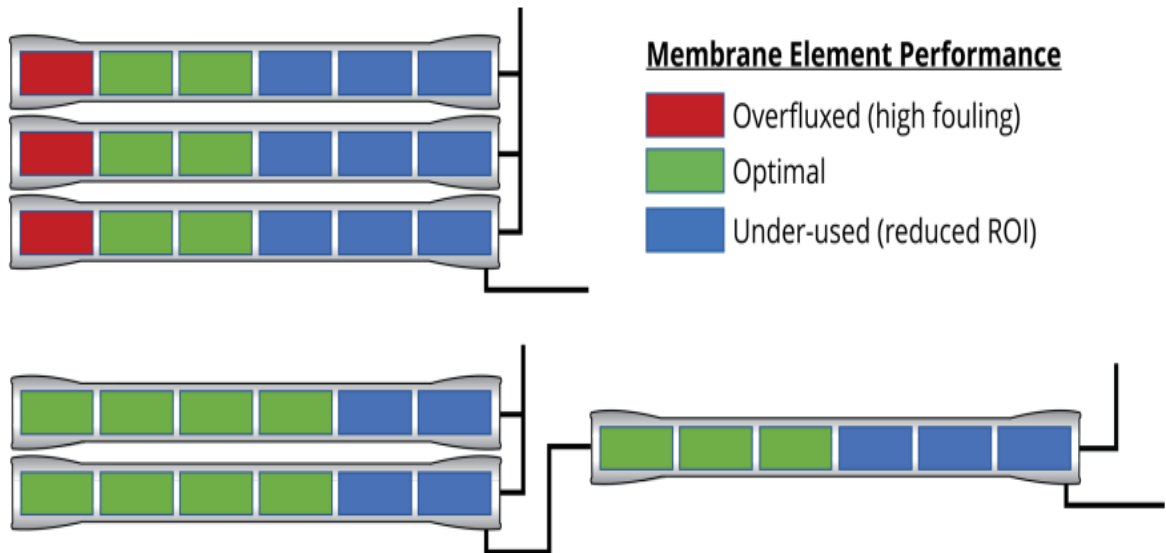 Membrane Element Performance
Overfluxed (high fouling)
Optimal
Under-used (reduced ROI)